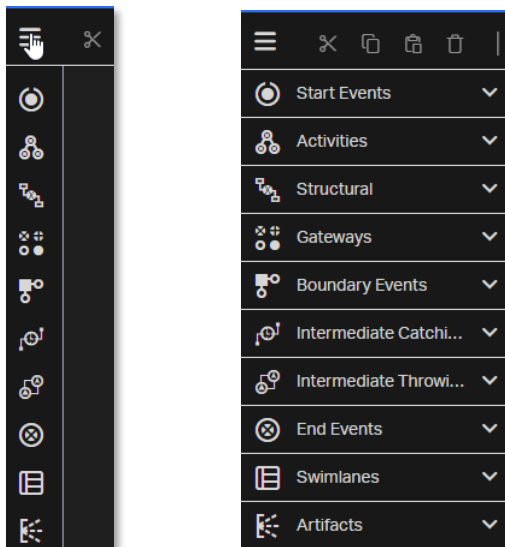 Start Events
Activities
Structural
Gateways
Boundary Events
Intermediate Catchi...
Intermediate Throwi...
End Events
Swimlanes
Artifacts